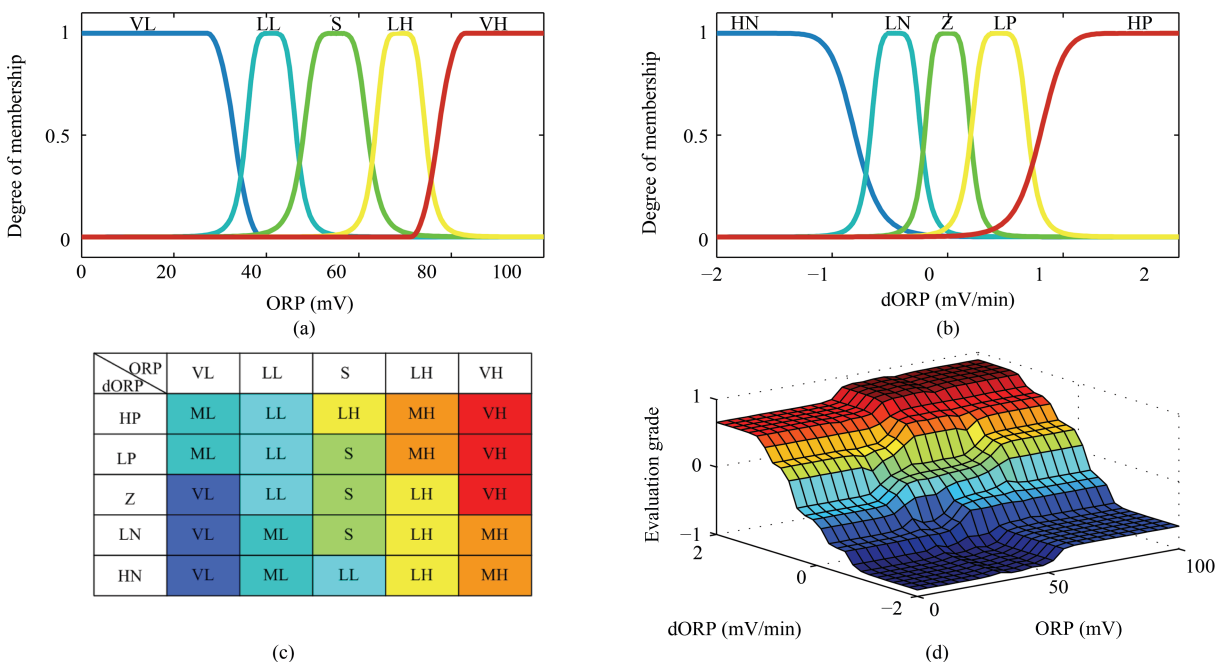 VL LL S LH VH
1
0.5
0
Degree of membership
0 20 40 60 80 100
ORP (mV)
(a)
HN LN Z LP HP
1
0.5
0
Degree of membership
−2 −1 0 1 2
dORP (mV/min)
(b)
ORP
dORP
VL LL S LH VH
HP ML LL LH MH VH
LP ML LL S MH VH
Z VL LL S LH VH
LN VL ML S LH MH
HN VL ML LL LH MH
(c)
Evaluation grade
1
0
−1
2
0
−2
0
50
100
dORP (mV/min)
ORP (mV)
(d)